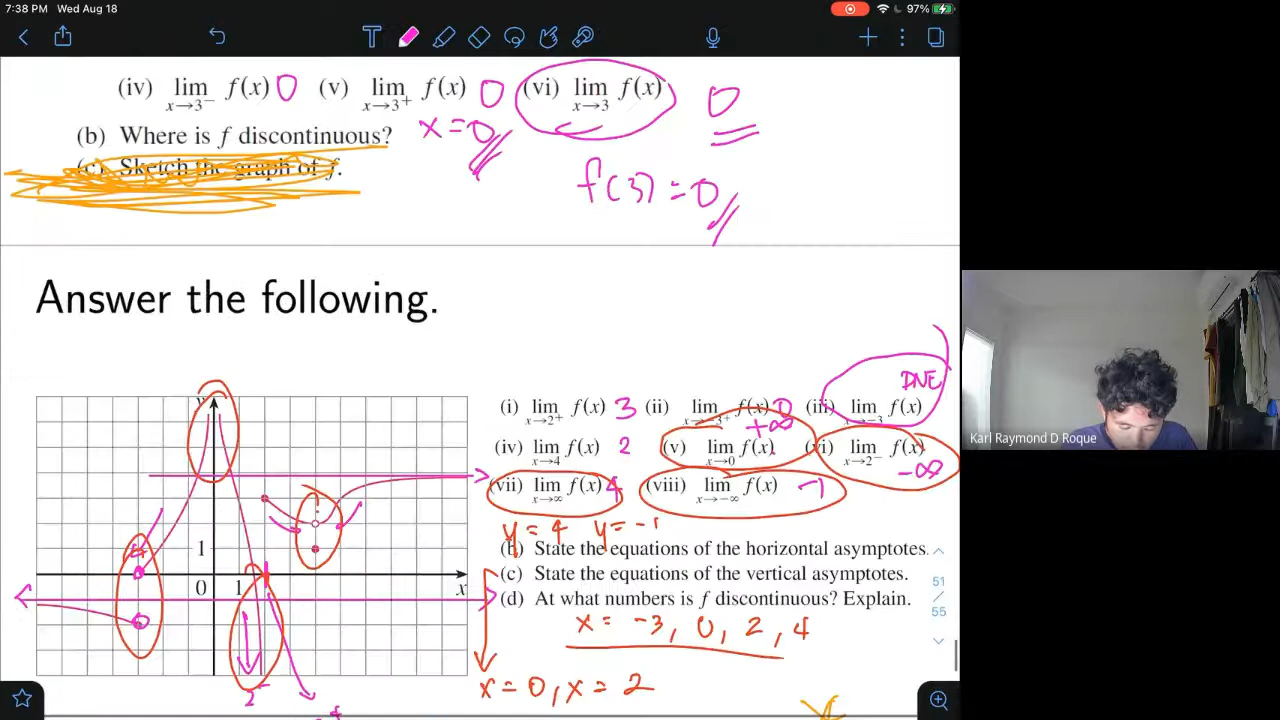 7:38 PM Wed Aug 18
97%
(iv) lim x→3⁻ f(x) 0 (v) lim x→3⁺ f(x) 0 (vi) lim x→3 f(x) 0
(b) Where is f discontinuous? x = 0
(c) Sketch the graph of f.
f(3) = 0
Answer the following.
(i) lim x→2⁺ f(x) 3 (ii) lim x→-3⁺ f(x) 0 (iii) lim x→-3 f(x) DNE
(iv) lim x→4 f(x) 2 (v) lim x→0 f(x) +∞ (vi) lim x→2⁻ f(x) -∞
(vii) lim x→∞ f(x) 4 (viii) lim x→-∞ f(x) -1
y = 4 y = -1
(b) State the equations of the horizontal asymptotes.
(c) State the equations of the vertical asymptotes.
(d) At what numbers is f discontinuous? Explain.
x = -3, 0, 2, 4
x = 0, x = 2
y
1
0 1 x
2⁻
51
/
55
Karl Raymond D Roque